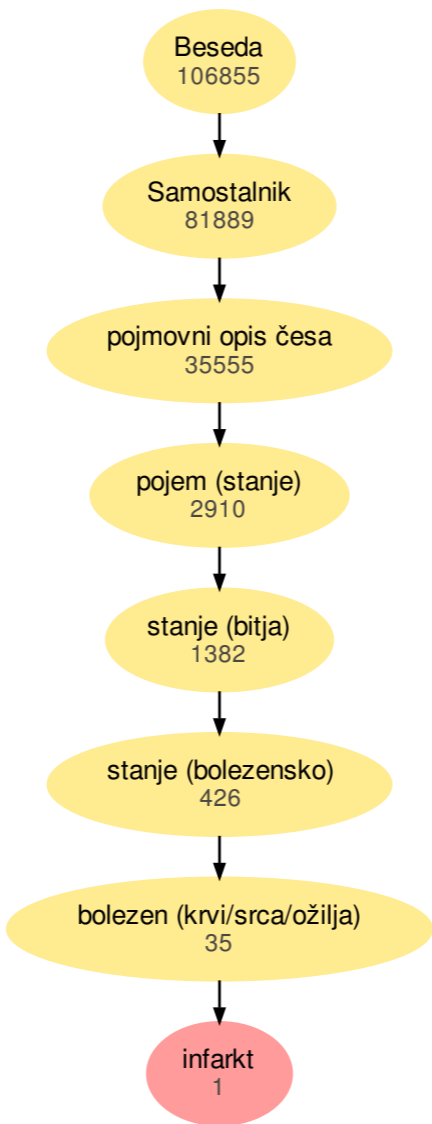 Beseda
106855
Samostalnik
81889
pojmovni opis česa
35555
pojem (stanje)
2910
stanje (bitja)
1382
stanje (bolezensko)
426
bolezen (krvi/srca/ožilja)
35
infarkt
1